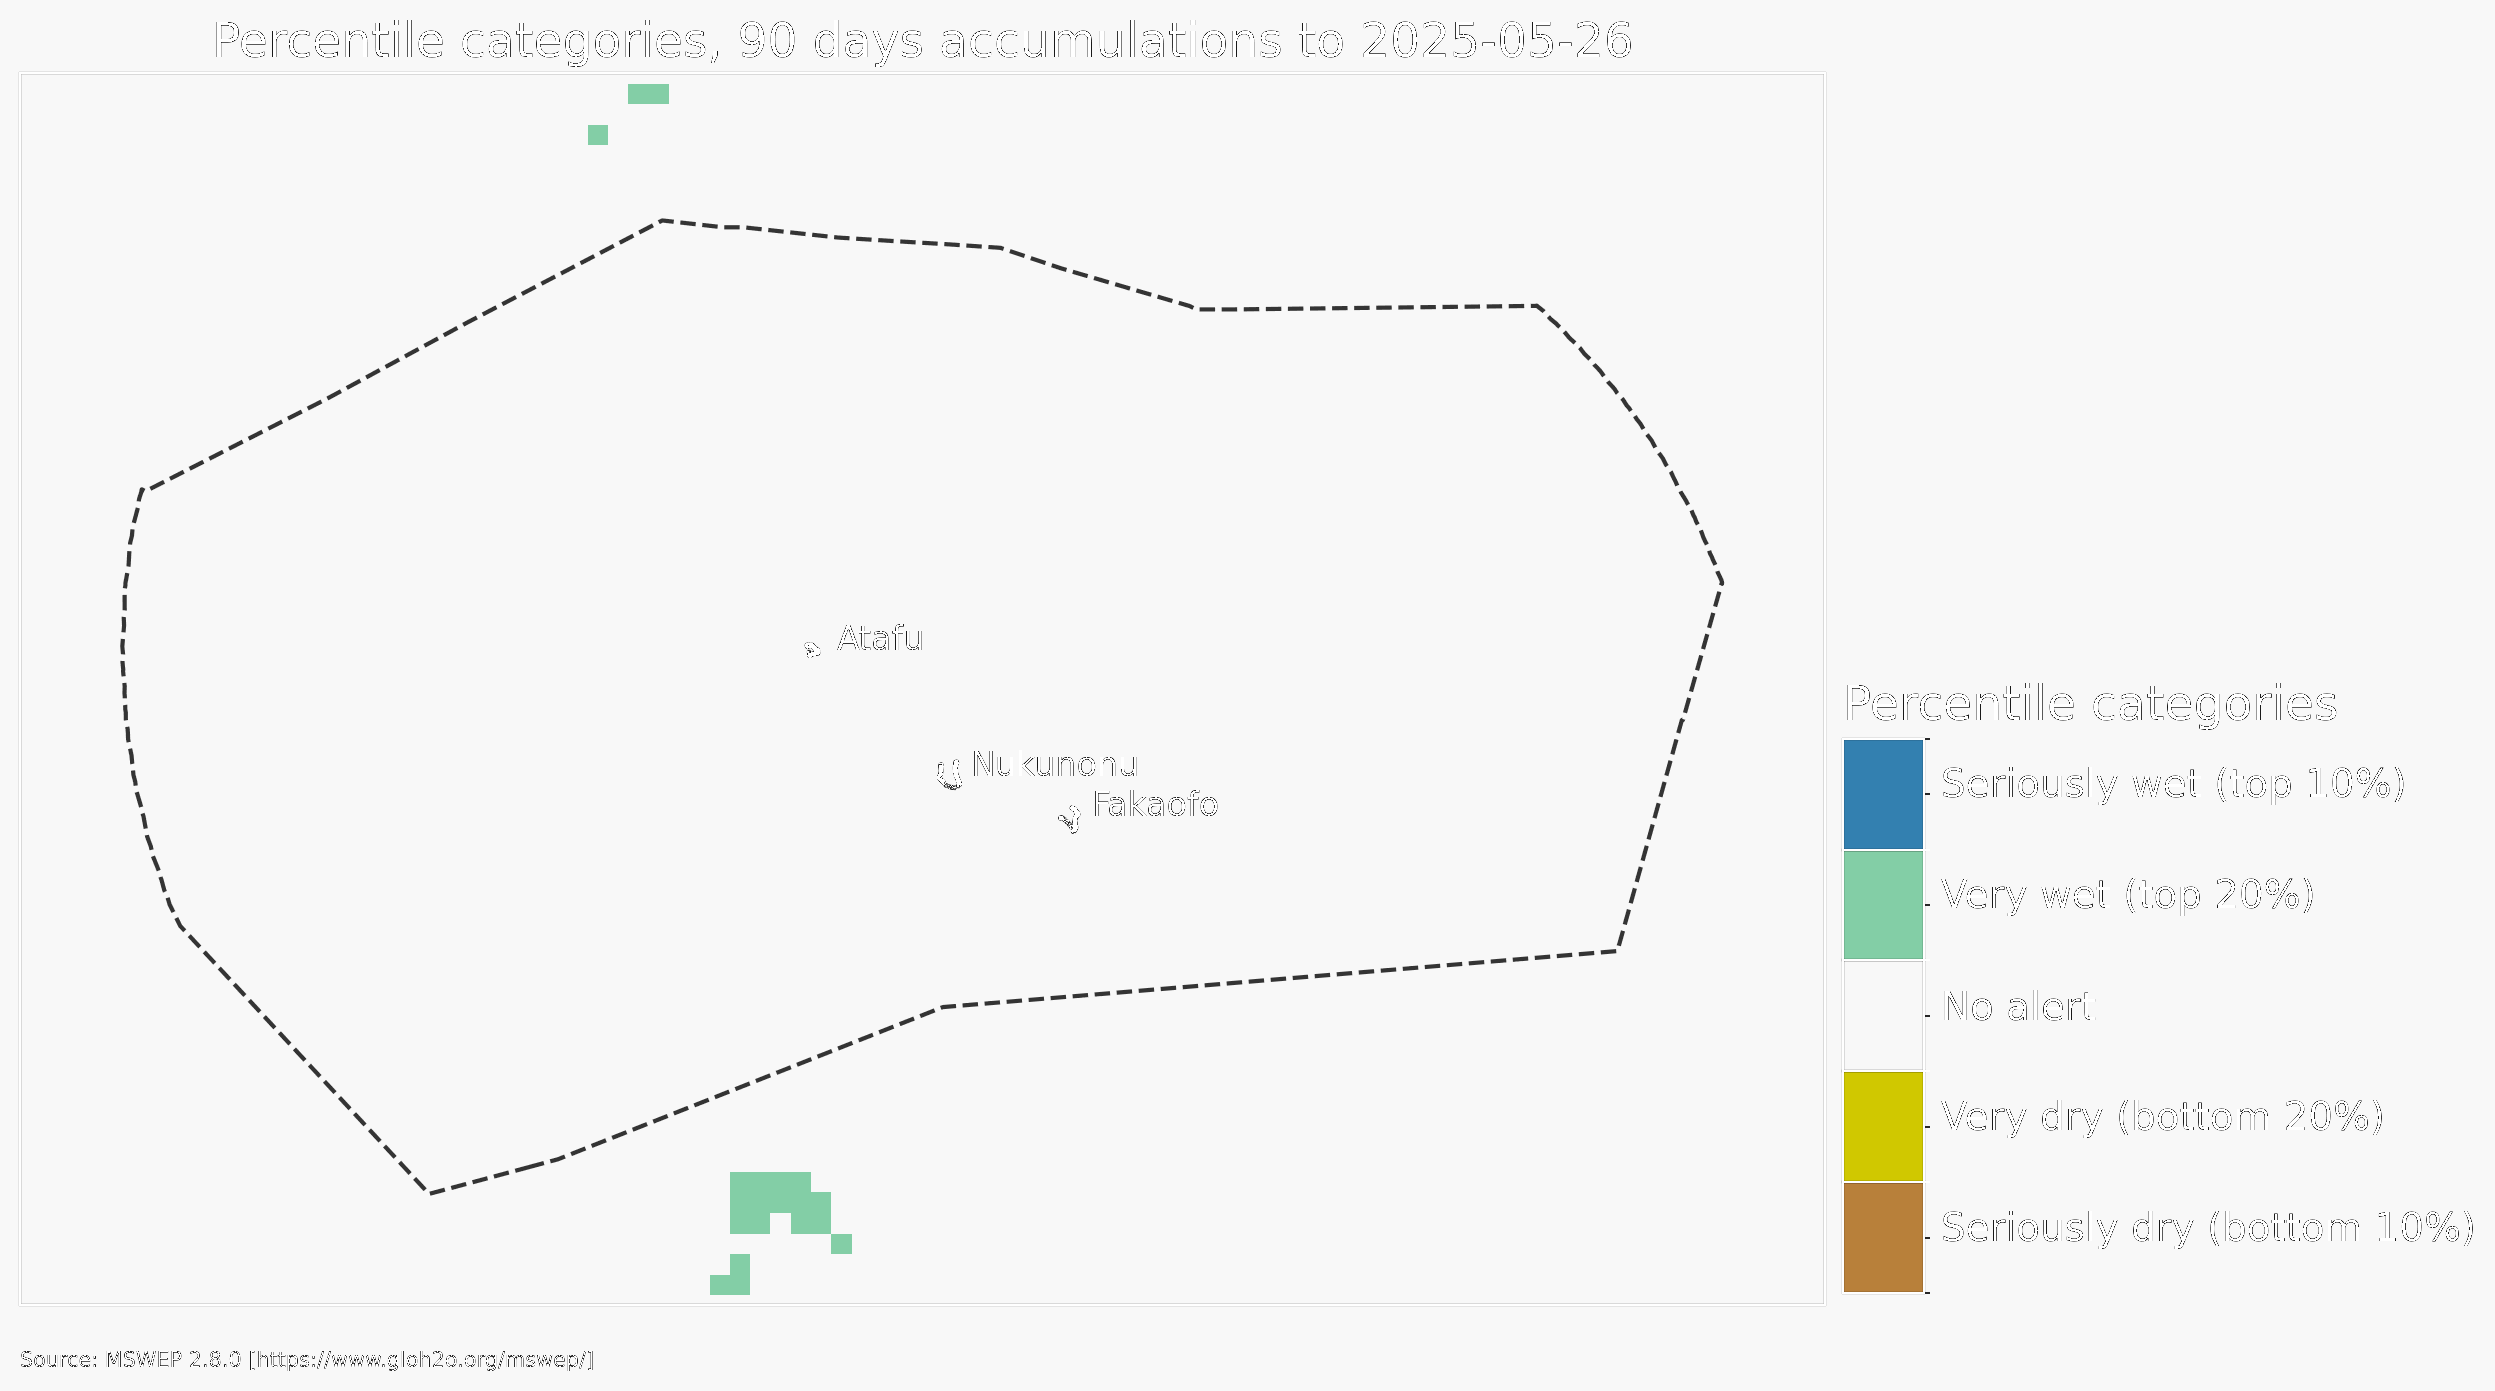 Percentile categories, 90 days accumulations to 2025-05-26
Atafu
Nukunonu
Fakaofo
Percentile categories
Seriously wet (top 10%)
Very wet (top 20%)
No alert
Very dry (bottom 20%)
Seriously dry (bottom 10%)
Source: MSWEP 2.8.0 [https://www.gloh2o.org/mswep/]